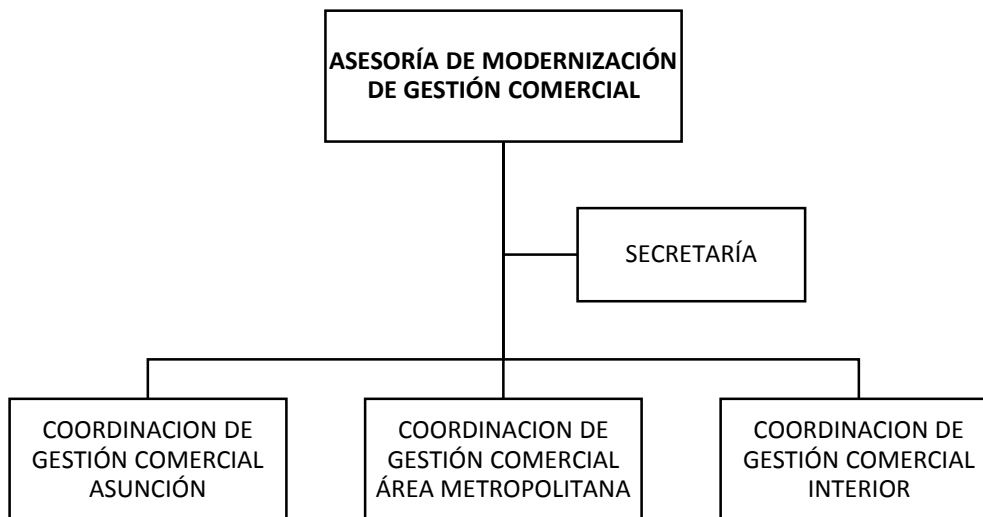 ASESORÍA DE MODERNIZACIÓN
DE GESTIÓN COMERCIAL
SECRETARÍA
COORDINACION DE
GESTIÓN COMERCIAL
ASUNCIÓN
COORDINACION DE
GESTIÓN COMERCIAL
ÁREA METROPOLITANA
COORDINACION DE
GESTIÓN COMERCIAL
INTERIOR